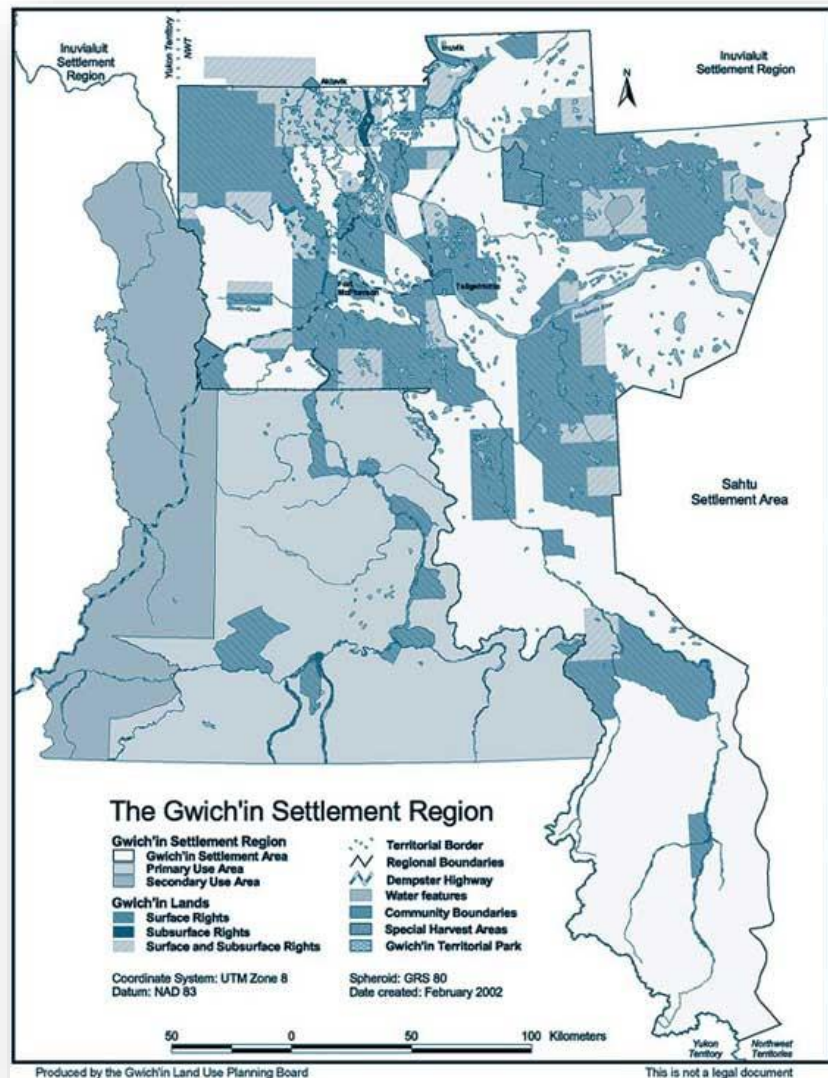 Inuvialuit
Settlement
Region
Yukon Territory
NWT
Aklavik
Inuvik
Inuvialuit
Settlement Region
N
Fort
McPherson
Tsiigehtchic
Mackenzie River
Sahtu
Settlement Area
The Gwich'in Settlement Region
Gwich'in Settlement Region
Gwich'in Settlement Area
Primary Use Area
Secondary Use Area
Gwich'in Lands
Surface Rights
Subsurface Rights
Surface and Subsurface Rights
Territorial Border
Regional Boundaries
Dempster Highway
Water features
Community Boundaries
Special Harvest Areas
Gwich'in Territorial Park
Coordinate System: UTM Zone 8
Datum: NAD 83
Spheroid: GRS 80
Date created: February 2002
50 0 50 100 Kilometers
Yukon
Territory
Northwest
Territories
Produced by the Gwich'in Land Use Planning Board
This is not a legal document